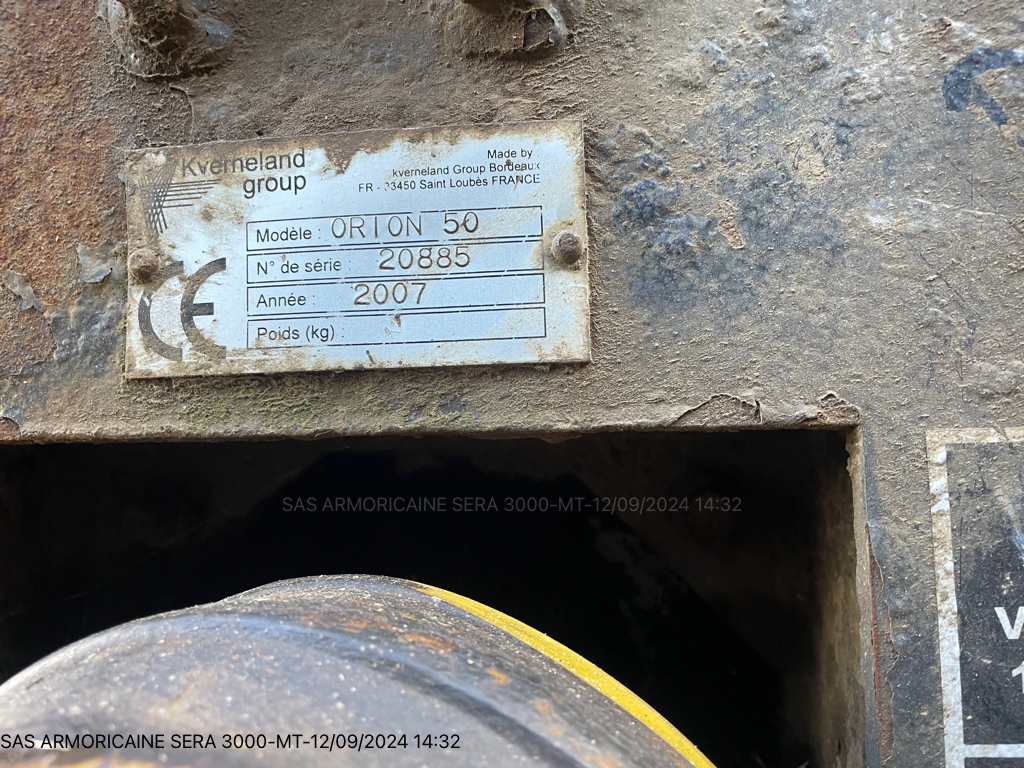 Kverneland
group
Made by
kverneland Group Bordeaux
FR - 33450 Saint Loubès FRANCE
Modèle : ORION 50
N° de série : 20885
Année : 2007
Poids (kg) :
CE
SAS ARMORICAINE SERA 3000-MT-12/09/2024 14:32
SAS ARMORICAINE SERA 3000-MT-12/09/2024 14:32